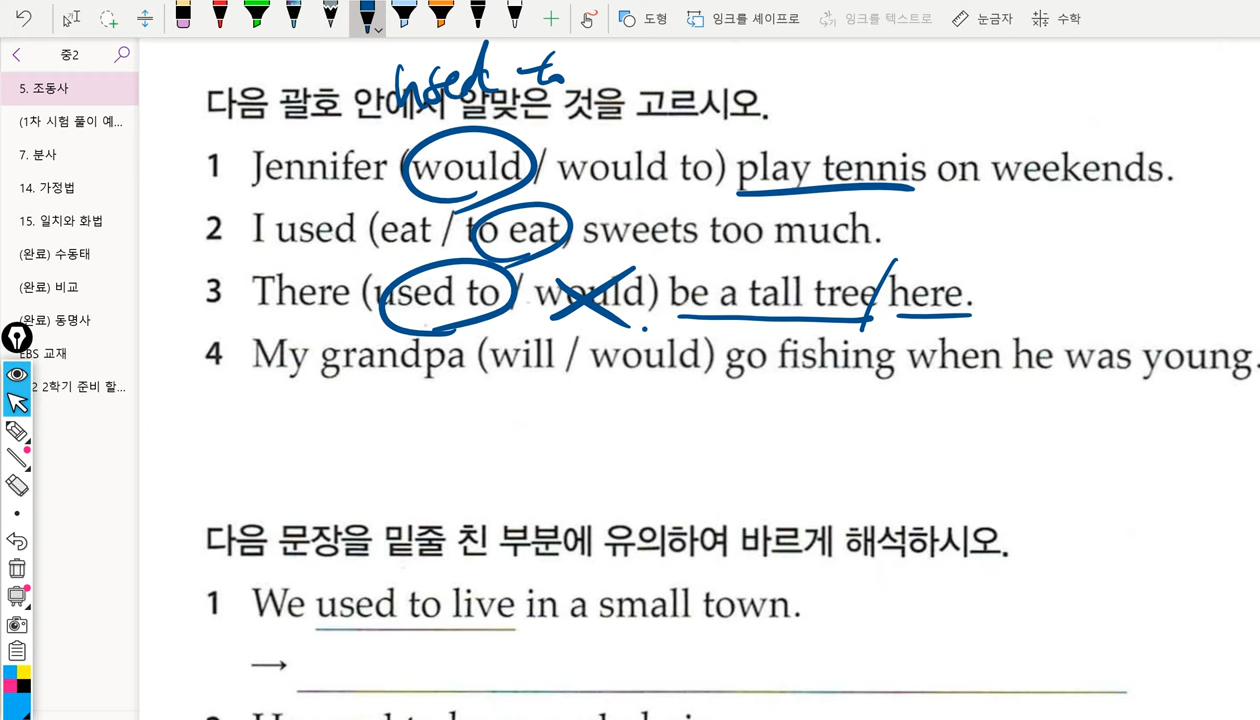 도형
잉크를 셰이프로
잉크를 텍스트로
눈금자
수학
중2
5. 조동사
(1차 시험 풀이 예...
7. 분사
14. 가정법
15. 일치와 화법
(완료) 수동태
(완료) 비교
완료) 동명사
EBS 교재
2 2학기 준비 할...
used to
다음 괄호 안에서 알맞은 것을 고르시오.
1 Jennifer (would / would to) play tennis on weekends.
2 I used (eat / to eat) sweets too much.
3 There (used to / would) be a tall tree / here.
4 My grandpa (will / would) go fishing when he was young.
다음 문장을 밑줄 친 부분에 유의하여 바르게 해석하시오.
1 We used to live in a small town.
→